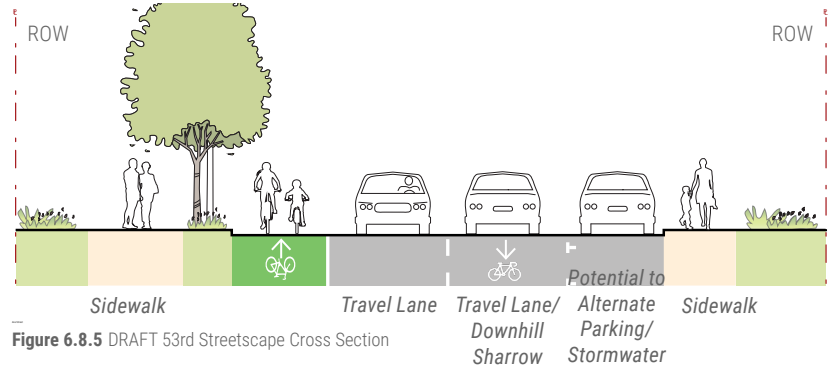 ROW
ROW
Sidewalk
Travel Lane
Travel Lane/
Downhill
Sharrow
Potential to
Alternate
Parking/
Stormwater
Sidewalk
Figure 6.8.5 DRAFT 53rd Streetscape Cross Section